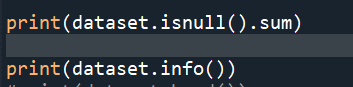 print(dataset.isnull().sum)
print(dataset.info())